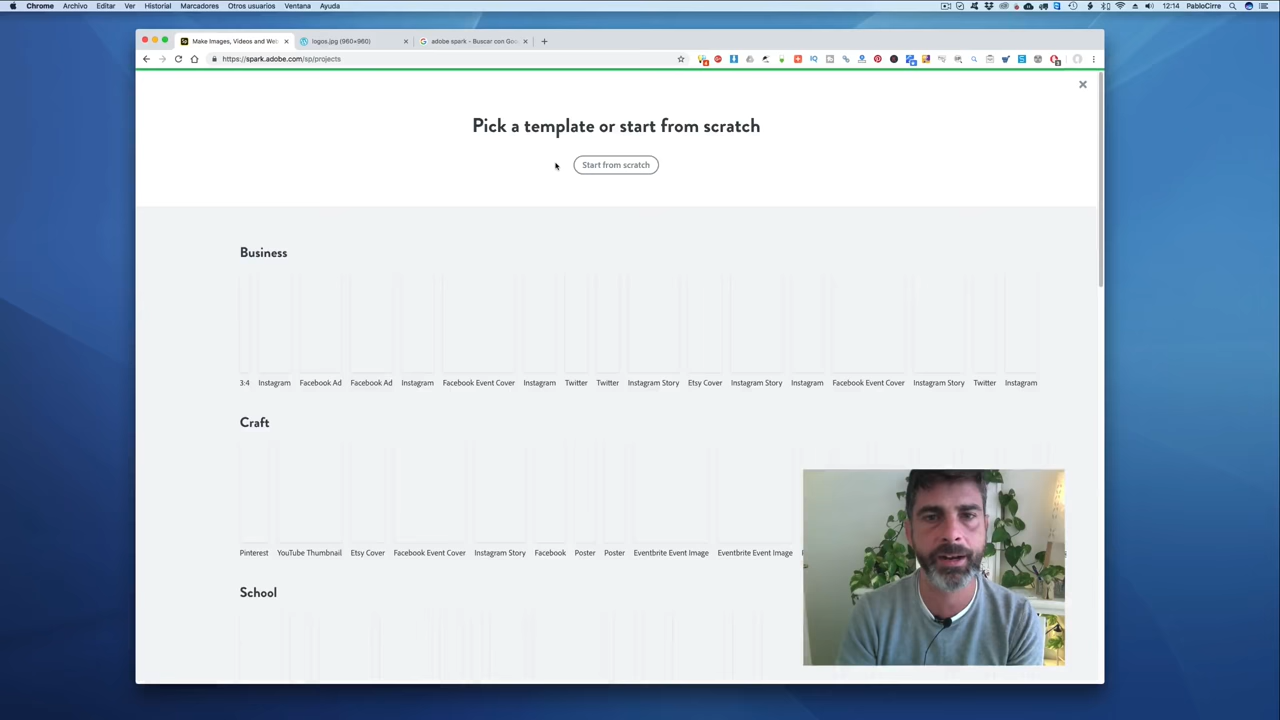 Chrome Archivo Editar Ver Historial Marcadores Otros usuarios Ventana Ayuda 12:14 PabloCirre
Make Images, Videos and Web
logos.jpg (960×960)
adobe spark - Buscar con Goo
https://spark.adobe.com/sp/projects
Pick a template or start from scratch
Start from scratch
Business
3:4 Instagram Facebook Ad Facebook Ad Instagram Facebook Event Cover Instagram Twitter Twitter Instagram Story Etsy Cover Instagram Story Instagram Facebook Event Cover Instagram Story Twitter Instagram
Craft
Pinterest YouTube Thumbnail Etsy Cover Facebook Event Cover Instagram Story Facebook Poster Poster Eventbrite Event Image Eventbrite Event Image
School